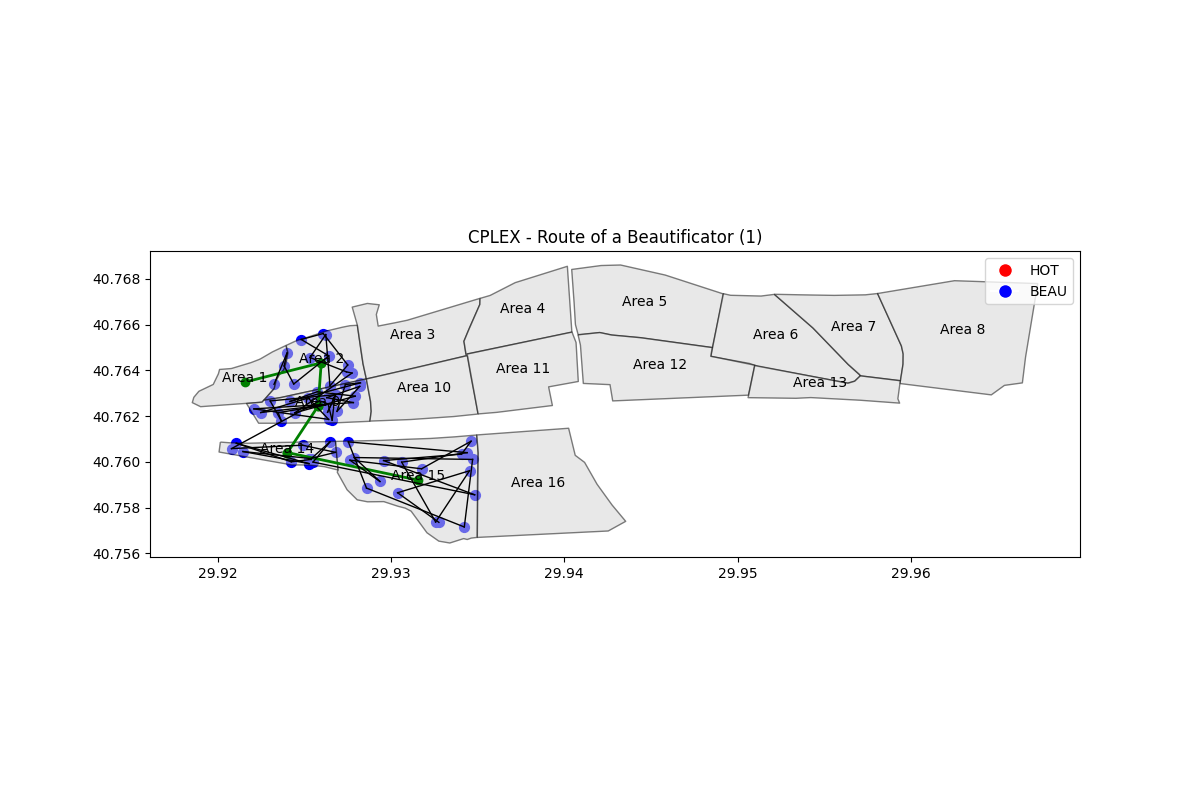 CPLEX - Route of a Beautificator (1)
HOT
BEAU
40.768
40.766
40.764
40.762
40.760
40.758
40.756
Area 1
Area 2
Area 3
Area 4
Area 5
Area 6
Area 7
Area 8
Area 10
Area 11
Area 12
Area 13
Area 14
Area 15
Area 16
29.92
29.93
29.94
29.95
29.96